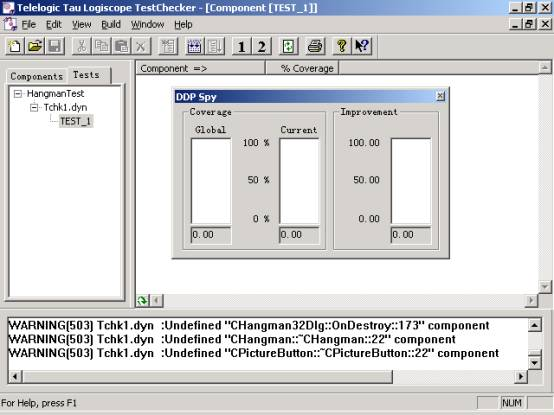 Telelogic Tau Logiscope TestChecker - [Component [TEST_1]]
File Edit View Build Window Help
1 2
Components Tests
Component => % Coverage
HangmanTest
Tchk1.dyn
TEST_1
DDP Spy
Coverage Improvement
Global Current
100 % 100.00
50 % 50.00
0 % 0.00
0.00 0.00 0.00
WARNING(503) Tchk1.dyn :Undefined "CHangman32Dlg::OnDestroy::173" component
WARNING(503) Tchk1.dyn :Undefined "CHangman::~CHangman::22" component
WARNING(503) Tchk1.dyn :Undefined "CPictureButton::~CPictureButton::22" component
For Help, press F1 NUM